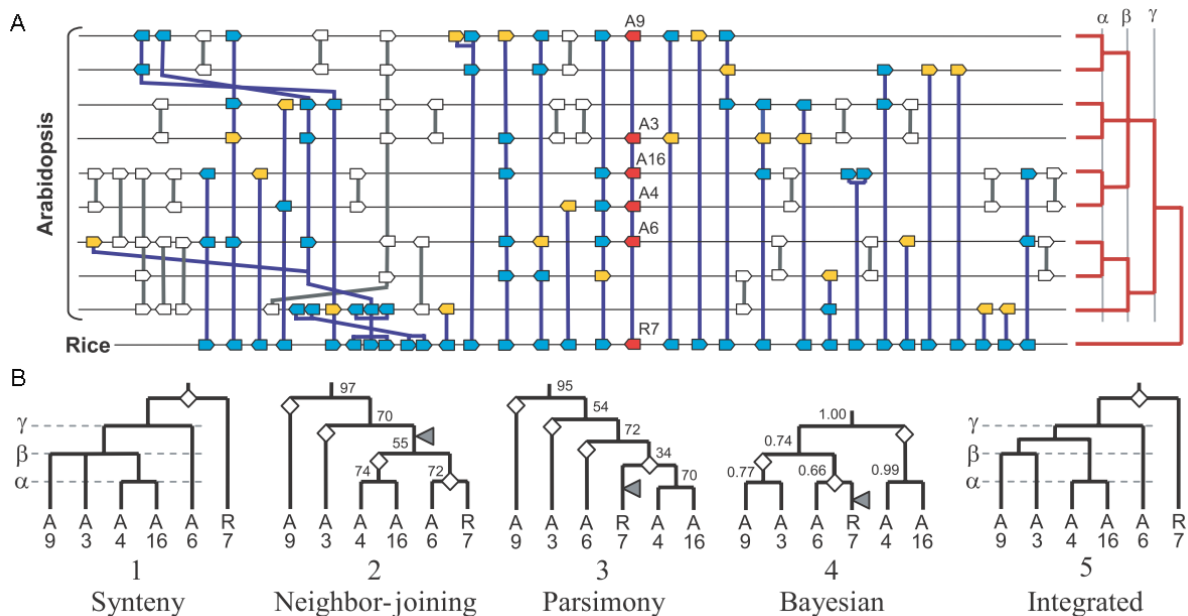 A
A9
α β γ
A3
A16
Arabidopsis
A4
A6
R7
Rice
B
γ
β
α
A 9 A 3 A 4 A 16 A 6 R 7
1
Synteny
97
70
55
74 72
A 9 A 3 A 4 A 16 A 6 R 7
2
Neighbor-joining
95
54
72
34
70
A 9 A 3 A 6 R 7 A 4 A 16
3
Parsimony
1.00
0.74
0.77 0.66 0.99
A 9 A 3 A 6 R 7 A 4 A 16
4
Bayesian
γ
β
α
A 9 A 3 A 4 A 16 A 6 R 7
5
Integrated